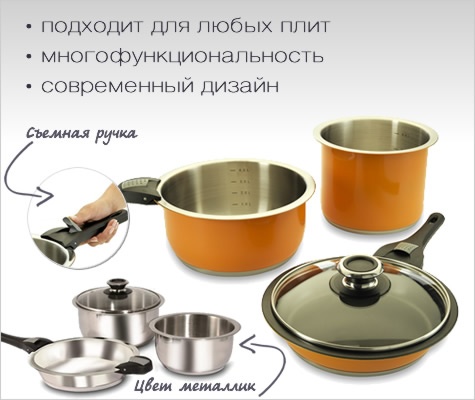 • подходит для любых плит
• многофункциональность
• современный дизайн
Съемная ручка
Цвет металлик